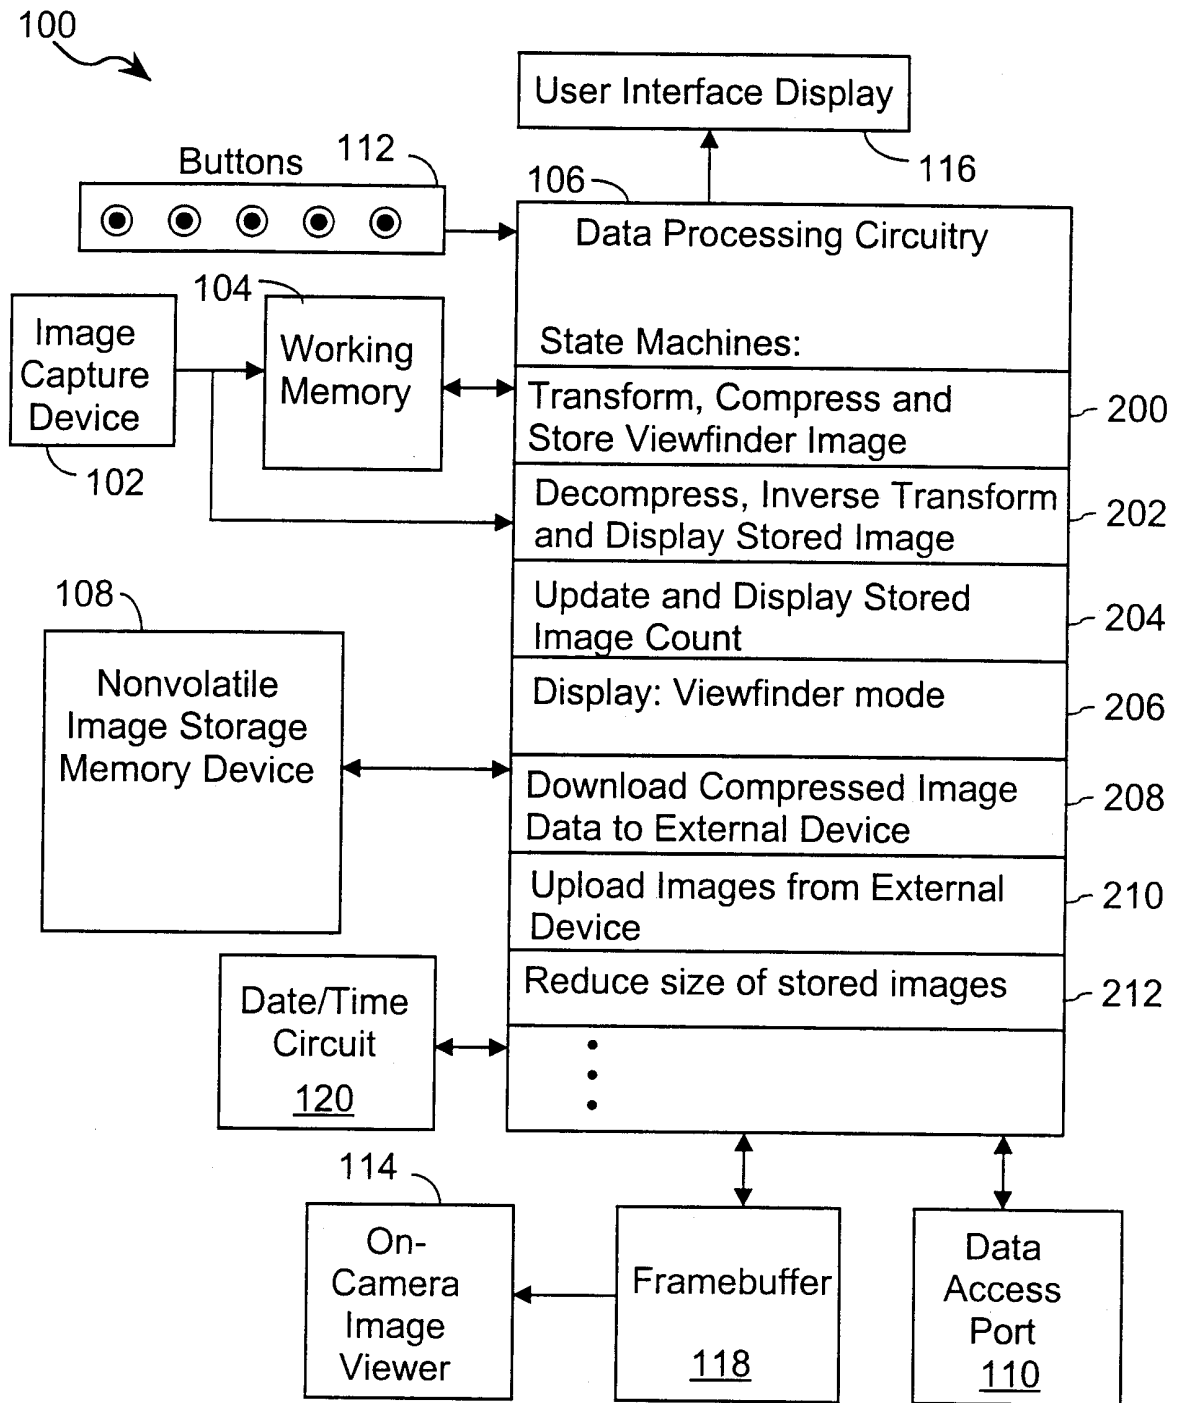 100
User Interface Display
116
Buttons
112
106
Data Processing Circuitry
State Machines:
104
Image
Capture
Device
102
Working
Memory
Transform, Compress and
Store Viewfinder Image
200
Decompress, Inverse Transform
and Display Stored Image
202
108
Nonvolatile
Image Storage
Memory Device
Update and Display Stored
Image Count
204
Display: Viewfinder mode
206
Download Compressed Image
Data to External Device
208
Upload Images from External
Device
210
Reduce size of stored images
212
Date/Time
Circuit
120
114
On-
Camera
Image
Viewer
Framebuffer
118
Data
Access
Port
110